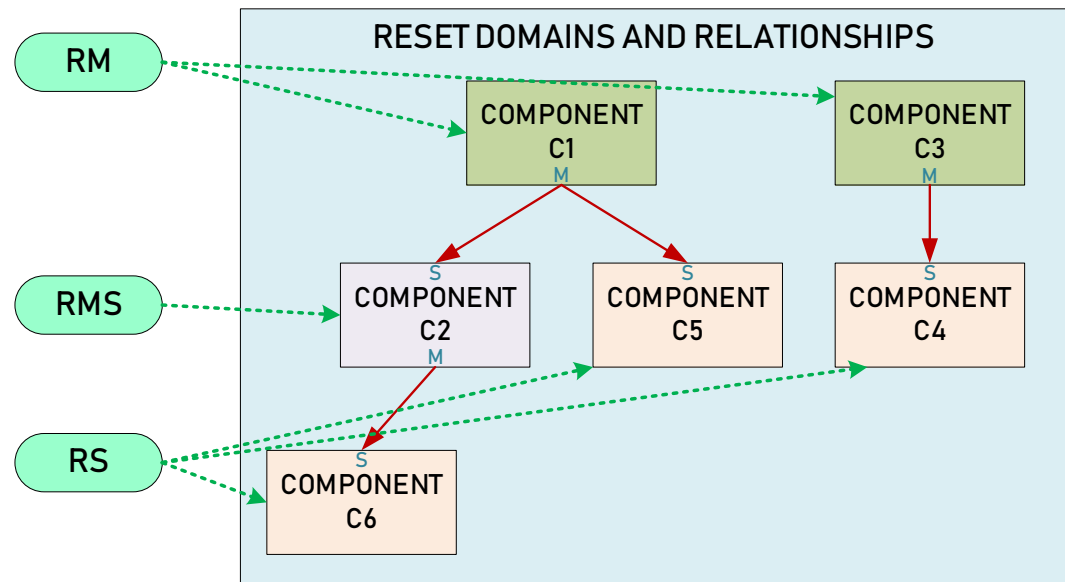 RESET DOMAINS AND RELATIONSHIPS
RM
COMPONENT
C1
M
COMPONENT
C3
M
RMS
S
COMPONENT
C2
M
S
COMPONENT
C5
S
COMPONENT
C4
RS
S
COMPONENT
C6